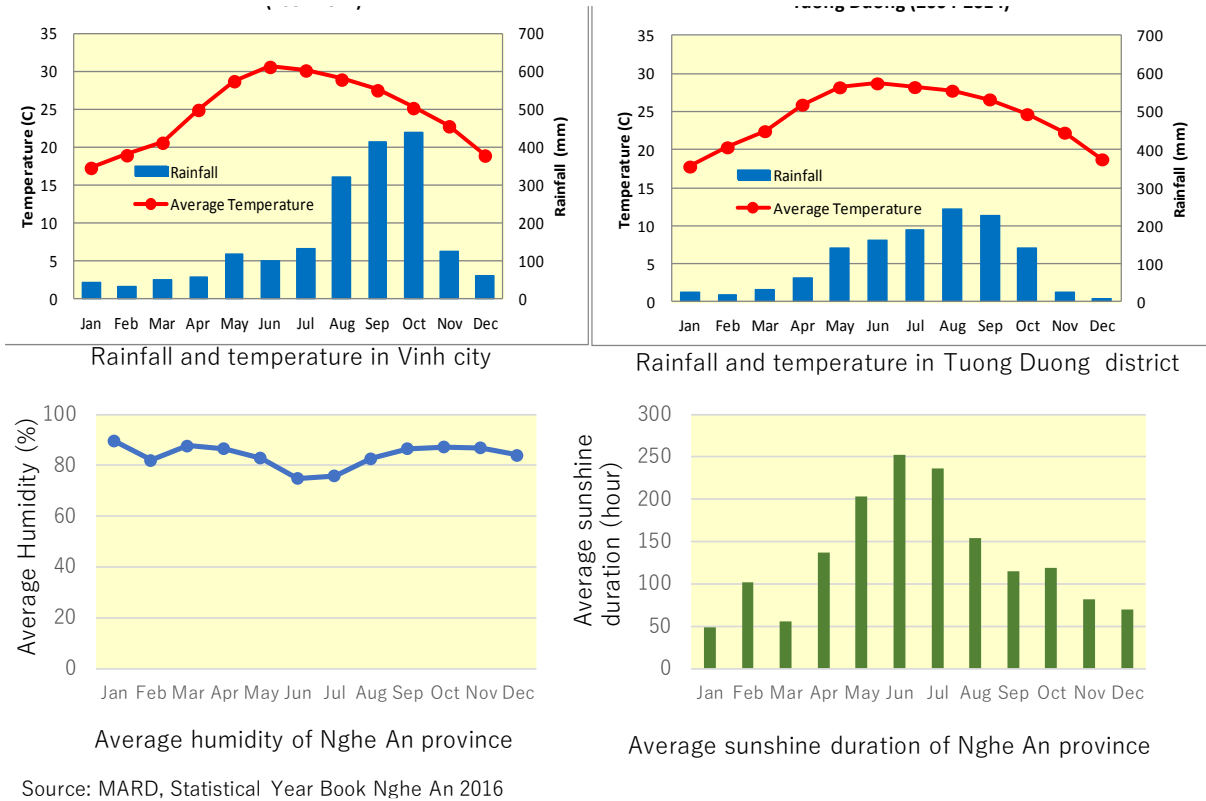 Tuong Duong
35
30
25
20
15
10
5
0
Temperature (C)
700
600
500
400
300
200
100
0
Rainfall (mm)
Rainfall
Average Temperature
Jan Feb Mar Apr May Jun Jul Aug Sep Oct Nov Dec
Rainfall and temperature in Vinh city
35
30
25
20
15
10
5
0
Temperature (C)
700
600
500
400
300
200
100
0
Rainfall (mm)
Rainfall
Average Temperature
Jan Feb Mar Apr May Jun Jul Aug Sep Oct Nov Dec
Rainfall and temperature in Tuong Duong district
100
80
60
40
20
0
Average Humidity (%)
Jan Feb Mar Apr May Jun Jul Aug Sep Oct Nov Dec
Average humidity of Nghe An province
300
250
200
150
100
50
0
Average sunshine
duration (hour)
Jan Feb Mar Apr May Jun Jul Aug Sep Oct Nov Dec
Average sunshine duration of Nghe An province
Source: MARD, Statistical Year Book Nghe An 2016